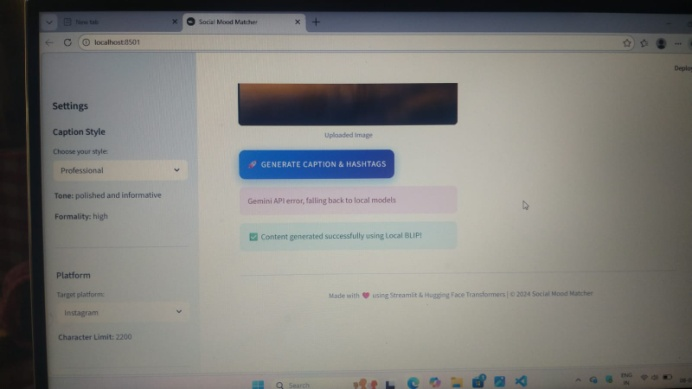 New tab
Social Mood Matcher
localhost:8501
Deploy
Settings
Caption Style
Choose your style:
Professional
Tone: polished and informative
Formality: high
Platform
Target platform:
Instagram
Character Limit: 2200
Uploaded Image
GENERATE CAPTION & HASHTAGS
Gemini API error, falling back to local models
Content generated successfully using Local BLIP!
Made with ❤ using Streamlit & Hugging Face Transformers | © 2024 Social Mood Matcher
Search
ENG